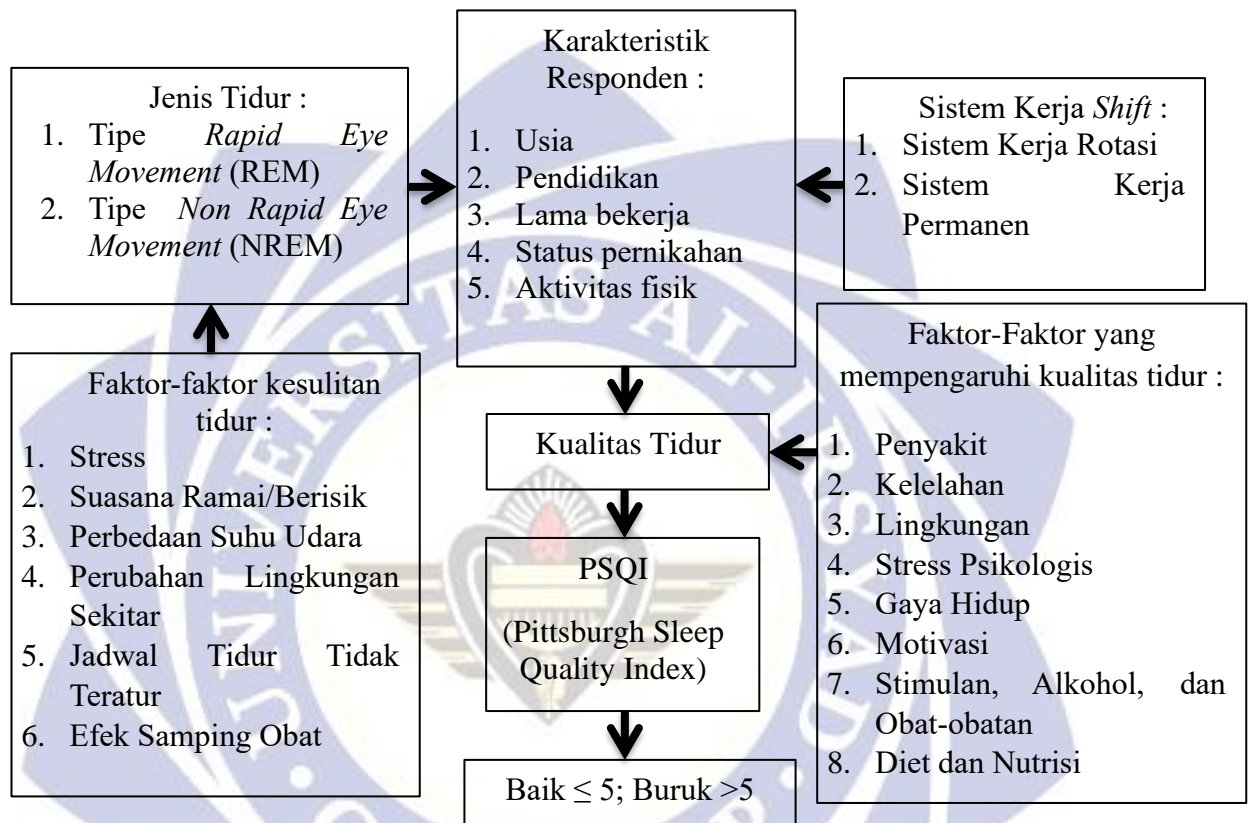 Karakteristik
Responden :
1. Usia
2. Pendidikan
3. Lama bekerja
4. Status pernikahan
5. Aktivitas fisik
Jenis Tidur :
1. Tipe Rapid Eye
Movement (REM)
2. Tipe Non Rapid Eye
Movement (NREM)
Sistem Kerja Shift :
1. Sistem Kerja Rotasi
2. Sistem Kerja
Permanen
Faktor-faktor kesulitan
tidur :
1. Stress
2. Suasana Ramai/Berisik
3. Perbedaan Suhu Udara
4. Perubahan Lingkungan
Sekitar
5. Jadwal Tidur Tidak
Teratur
6. Efek Samping Obat
Kualitas Tidur
PSQI
(Pittsburgh Sleep
Quality Index)
Baik ≤ 5; Buruk >5
Faktor-Faktor yang
mempengaruhi kualitas tidur :
1. Penyakit
2. Kelelahan
3. Lingkungan
4. Stress Psikologis
5. Gaya Hidup
6. Motivasi
7. Stimulan, Alkohol, dan
Obat-obatan
8. Diet dan Nutrisi
UNIVERSITAS AL-IRSYAD